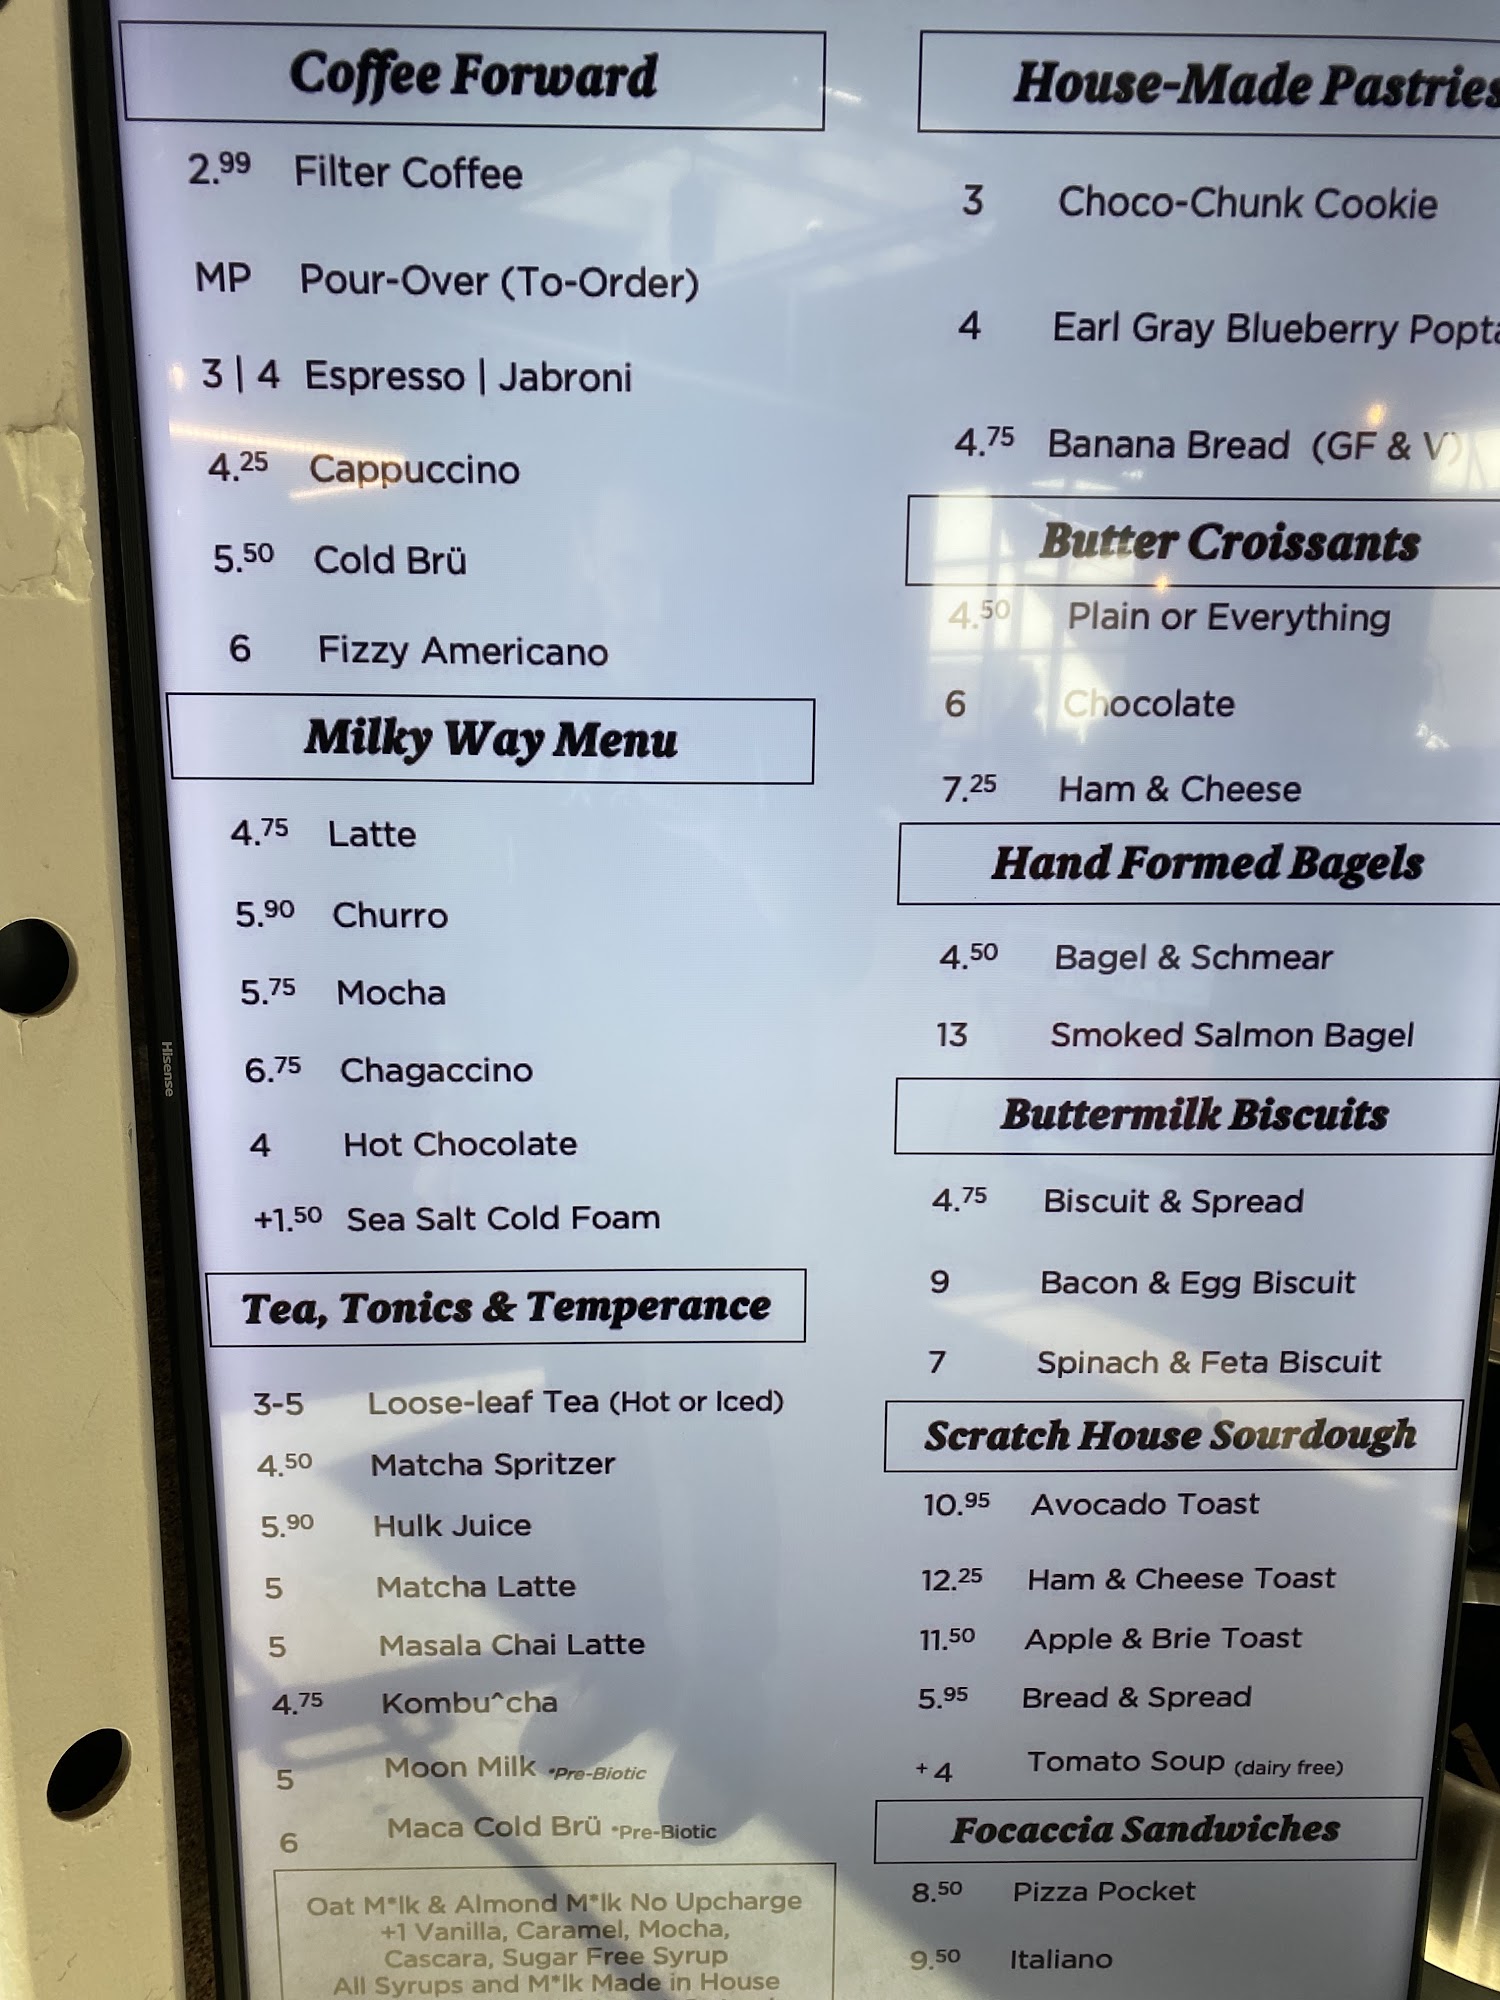 Coffee Forward
2.99 Filter Coffee
MP Pour-Over (To-Order)
3 | 4 Espresso | Jabroni
4.25 Cappuccino
5.50 Cold Brü
6 Fizzy Americano
Milky Way Menu
4.75 Latte
5.90 Churro
5.75 Mocha
6.75 Chagaccino
4 Hot Chocolate
+1.50 Sea Salt Cold Foam
Tea, Tonics & Temperance
3-5 Loose-leaf Tea (Hot or Iced)
4.50 Matcha Spritzer
5.90 Hulk Juice
5 Matcha Latte
5 Masala Chai Latte
4.75 Kombu^cha
5 Moon Milk *Pre-Biotic
6 Maca Cold Brü *Pre-Biotic
Oat M*lk & Almond M*lk No Upcharge
+1 Vanilla, Caramel, Mocha,
Cascara, Sugar Free Syrup
All Syrups and M*lk Made in House
House-Made Pastries
3 Choco-Chunk Cookie
4 Earl Gray Blueberry
4.75 Banana Bread (GF & V)
Butter Croissants
4.50 Plain or Everything
6 Chocolate
7.25 Ham & Cheese
Hand Formed Bagels
4.50 Bagel & Schmear
13 Smoked Salmon Bagel
Buttermilk Biscuits
4.75 Biscuit & Spread
9 Bacon & Egg Biscuit
7 Spinach & Feta Biscuit
Scratch House Sourdough
10.95 Avocado Toast
12.25 Ham & Cheese Toast
11.50 Apple & Brie Toast
5.95 Bread & Spread
+4 Tomato Soup (dairy free)
Focaccia Sandwiches
8.50 Pizza Pocket
9.50 Italiano
Hisense